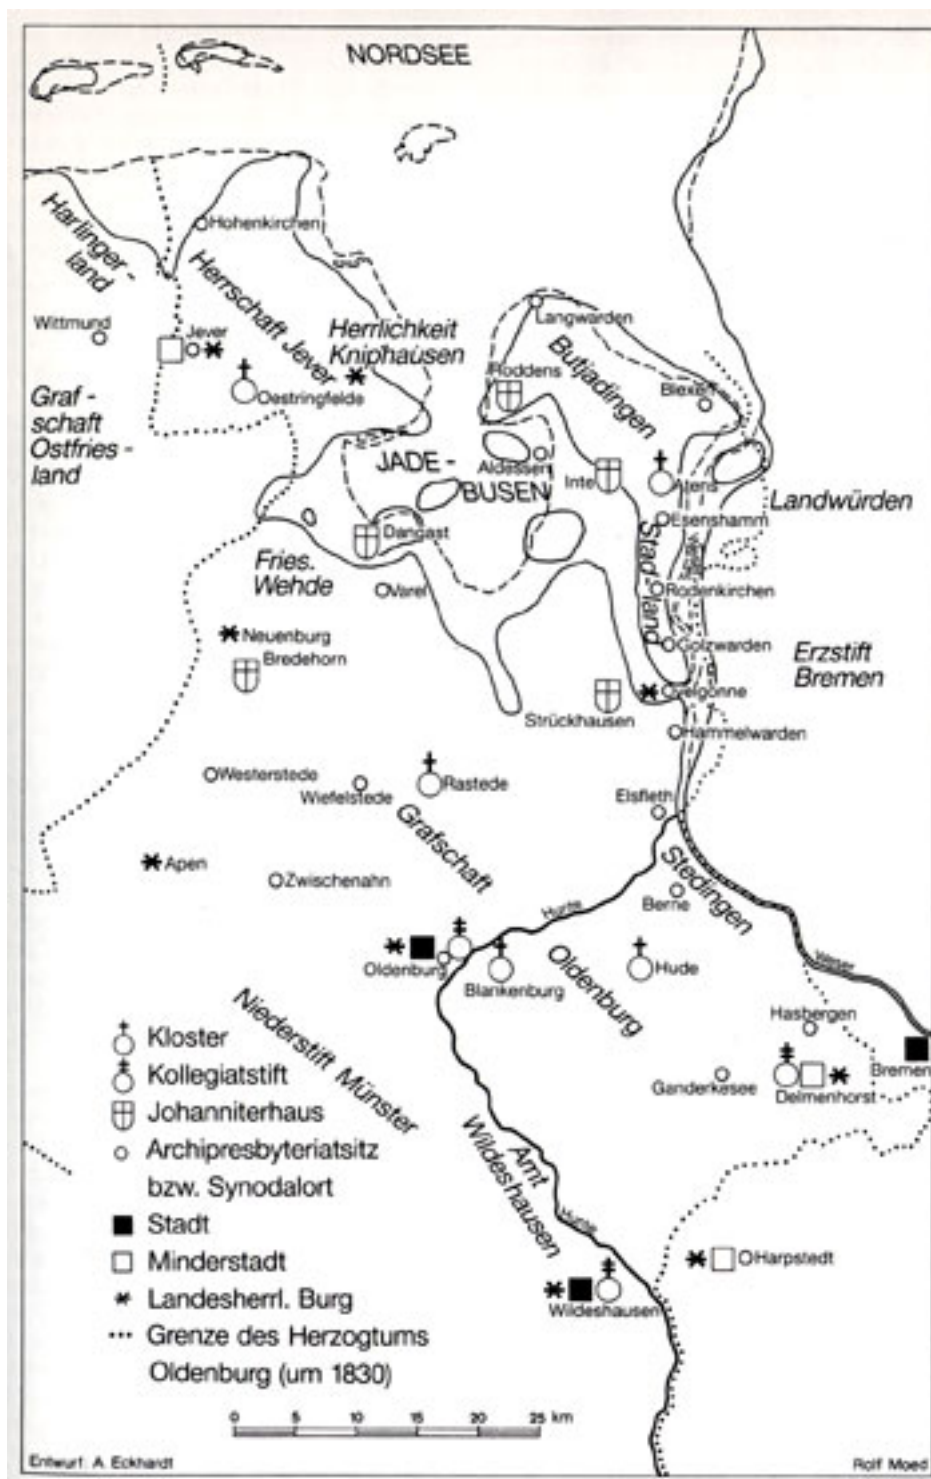 NORDSEE
Harlinger-
land
Hohenkirchen
Herrschaft Jever
Wittmund
Jever
Herrlichkeit
Kniphausen
Oestringfelde
Langwarden
Butjadingen
Roddens
Blexen
Graf-
schaft
Ostfries-
land
JADE-
BUSEN
Aldessen
Inte
Atens
Landwürden
Esenshamm
Dangast
Stad-
land
Fries.
Wehde
Varel
Rodenkirchen
Neuenburg
Bredehorn
Golzwarden
Erzstift
Bremen
Ovelgönne
Strückhausen
Hammelwarden
Westerstede
Wiefelstede
Rastede
Elsfleth
Grafschaft
Apen
Zwischenahn
Stedingen
Berne
Hunte
Oldenburg
Blankenburg
Oldenburg
Hude
Weser
Niederstift Münster
Hasbergen
Bremen
Ganderkesee
Delmenhorst
Kloster
Kollegiatstift
Johanniterhaus
Archipresbyteriatsitz
bzw. Synodalort
Stadt
Minderstadt
Landesherrl. Burg
Grenze des Herzogtums
Oldenburg (um 1830)
Amt
Wildeshausen
Hunte
Harpstedt
Wildeshausen
0 5 10 15 20 25 km
Entwurf: A. Eckhardt
Rolf Moed